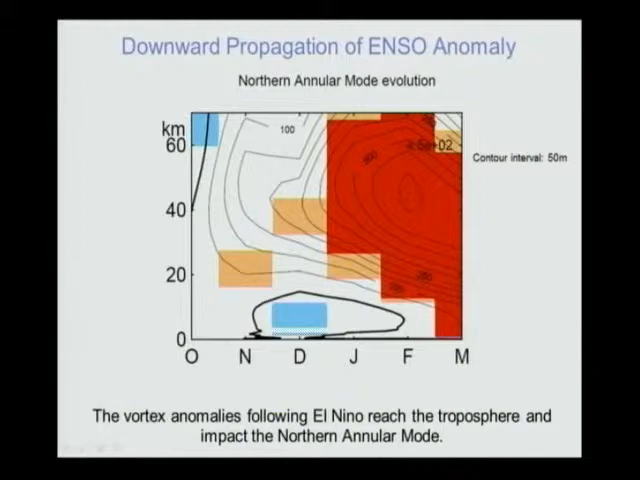 Downward Propagation of ENSO Anomaly
Northern Annular Mode evolution
km
60
40
20
0
100
Contour interval: 50m
O N D J F M
The vortex anomalies following El Nino reach the troposphere and
impact the Northern Annular Mode.